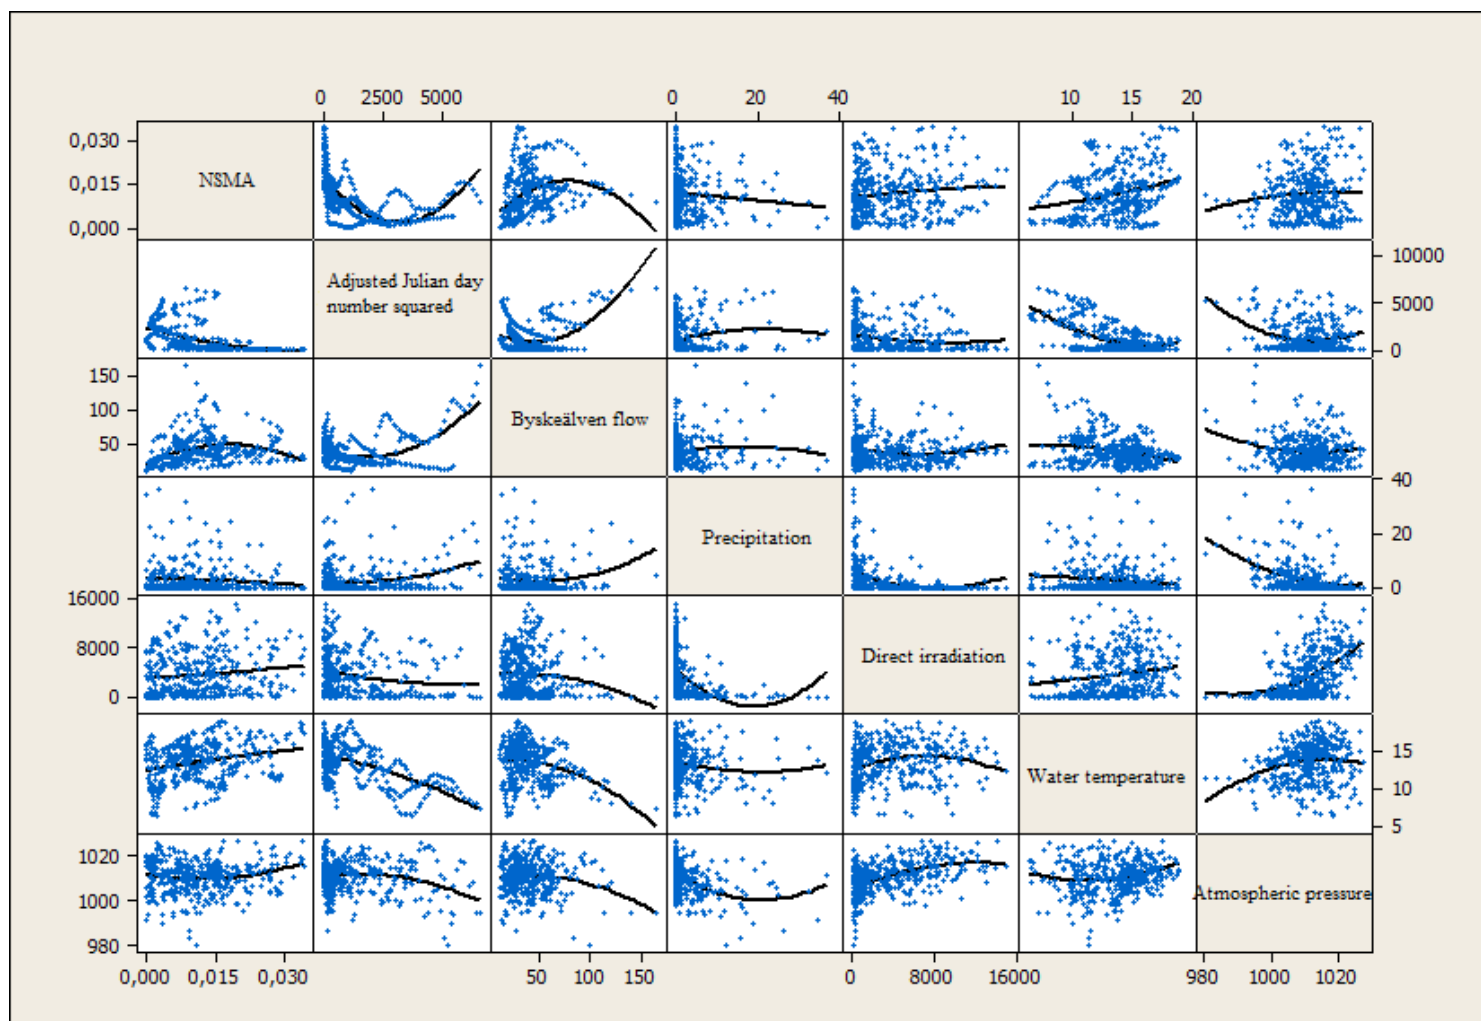 0 2500 5000 0 20 40 10 15 20
0,030
0,015
0,000
NSMA
Adjusted Julian day
number squared
10000
5000
0
150
100
50
Byskeälven flow
Precipitation
40
20
0
16000
8000
0
Direct irradiation
Water temperature
15
10
5
1020
1000
980
Atmospheric pressure
0,000 0,015 0,030 50 100 150 0 8000 16000 980 1000 1020